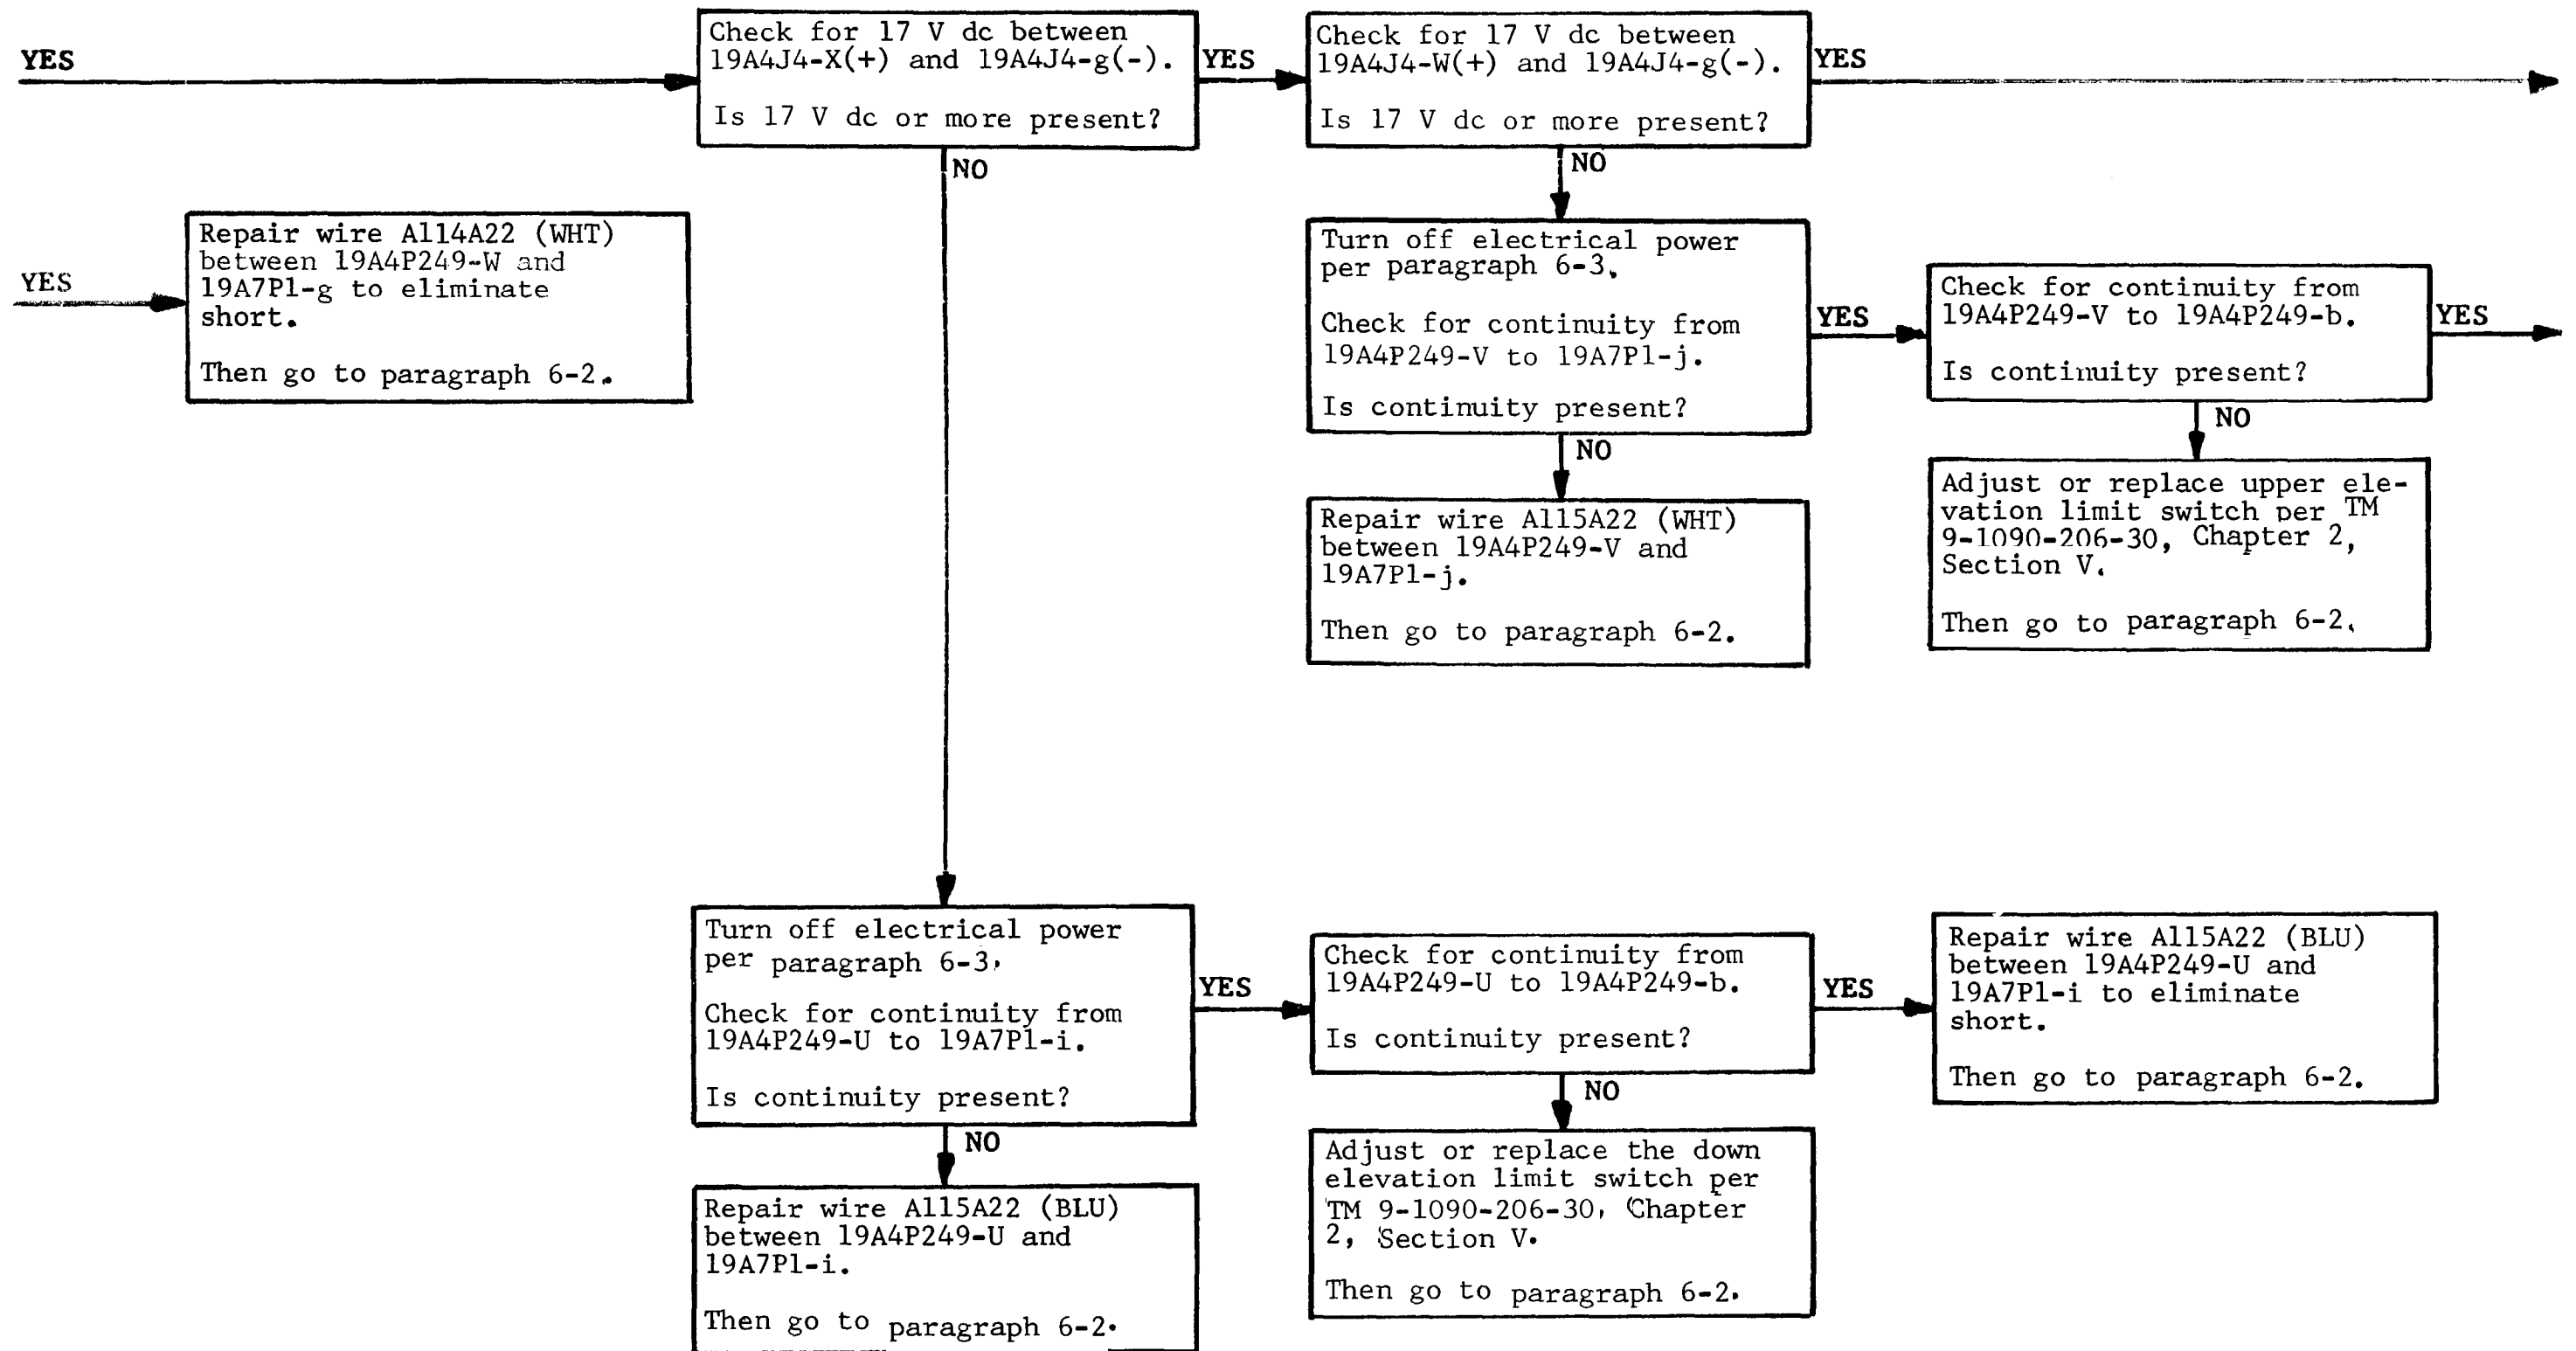 YES
Check for 17 V dc between
19A4J4-X(+) and 19A4J4-g(-).
Is 17 V dc or more present?
YES
Check for 17 V dc between
19A4J4-W(+) and 19A4J4-g(-).
Is 17 V dc or more present?
YES
NO
NO
YES
Repair wire A114A22 (WHT)
between 19A4P249-W and
19A7P1-g to eliminate
short.
Then go to paragraph 6-2.
Turn off electrical power
per paragraph 6-3.
Check for continuity from
19A4P249-V to 19A7P1-j.
Is continuity present?
YES
Check for continuity from
19A4P249-V to 19A4P249-b.
Is continuity present?
YES
NO
NO
Repair wire A115A22 (WHT)
between 19A4P249-V and
19A7P1-j.
Then go to paragraph 6-2.
Adjust or replace upper ele-
vation limit switch per TM
9-1090-206-30, Chapter 2,
Section V.
Then go to paragraph 6-2.
Turn off electrical power
per paragraph 6-3.
Check for continuity from
19A4P249-U to 19A7P1-i.
Is continuity present?
YES
Check for continuity from
19A4P249-U to 19A4P249-b.
Is continuity present?
YES
Repair wire A115A22 (BLU)
between 19A4P249-U and
19A7P1-i to eliminate
short.
Then go to paragraph 6-2.
NO
NO
Repair wire A115A22 (BLU)
between 19A4P249-U and
19A7P1-i.
Then go to paragraph 6-2.
Adjust or replace the down
elevation limit switch per
TM 9-1090-206-30, Chapter
2, Section V.
Then go to paragraph 6-2.